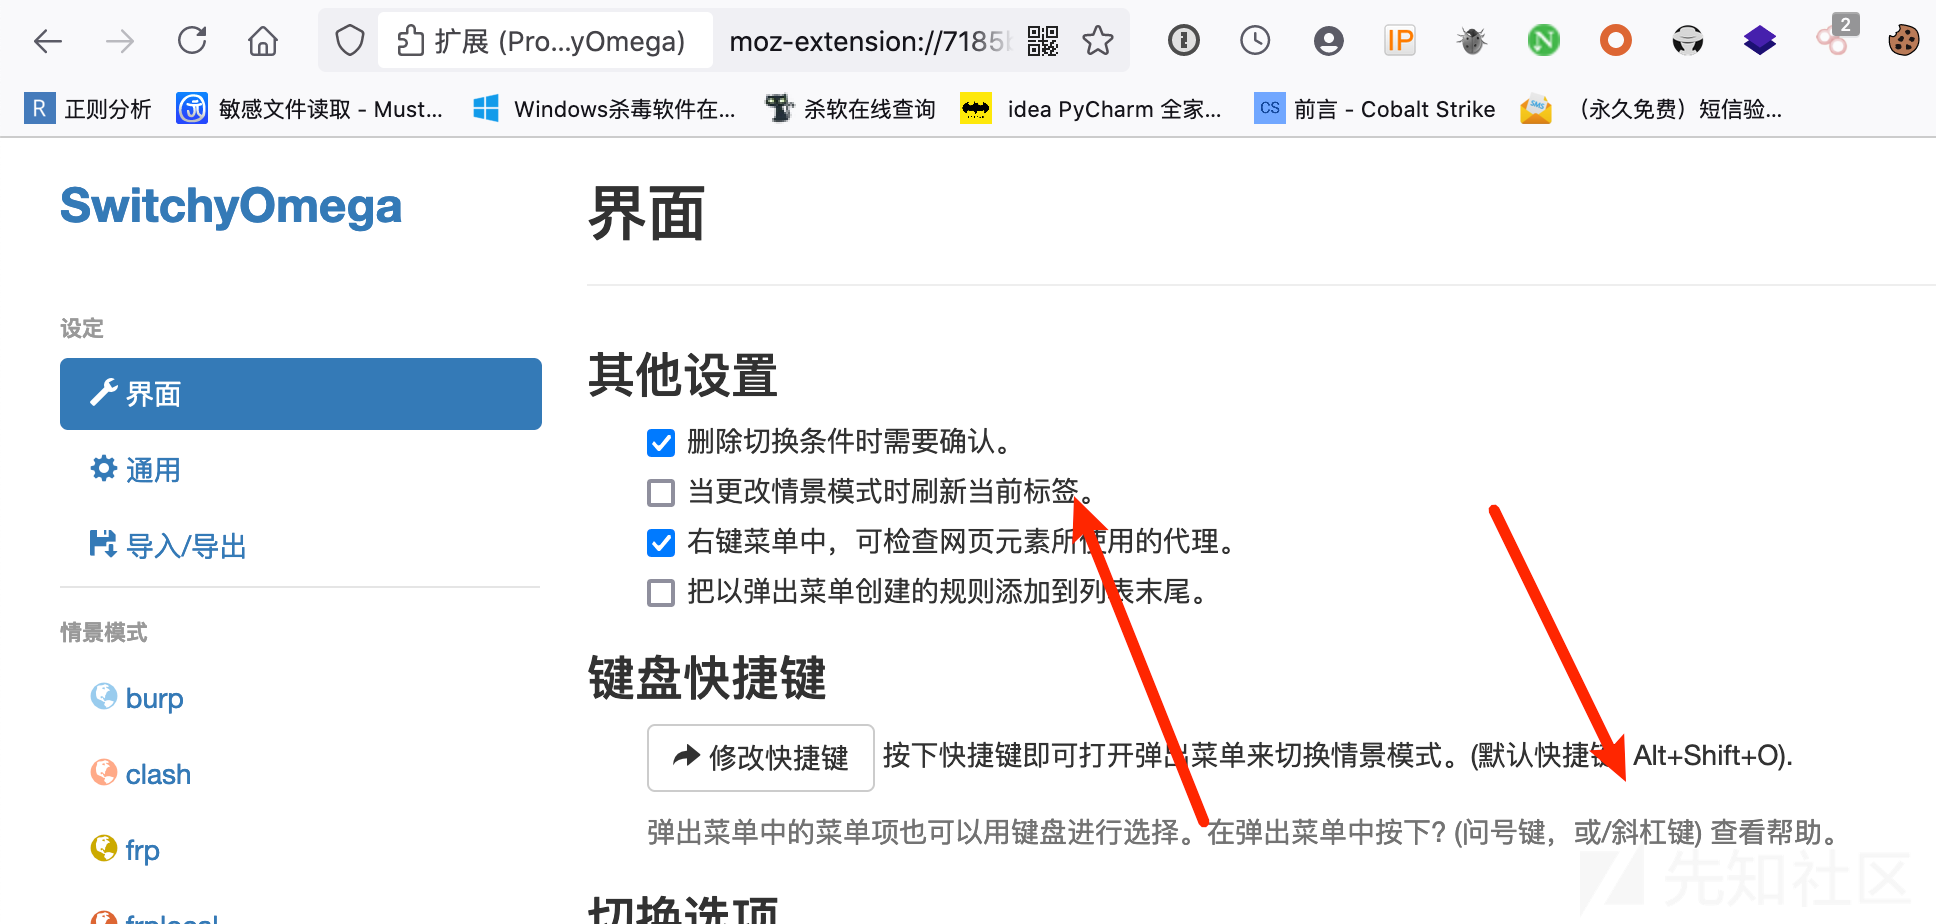 扩展 (Pro...yOmega)
moz-extension://7185
IP
N
2
R 正则分析
敏感文件读取 - Must...
Windows杀毒软件在...
杀软在线查询
idea PyCharm 全家...
CS 前言 - Cobalt Strike
SMS （永久免费）短信验...
SwitchyOmega
设定
界面
通用
导入/导出
情景模式
burp
clash
frp
frplocal
界面
其他设置
删除切换条件时需要确认。
当更改情景模式时刷新当前标签。
右键菜单中，可检查网页元素所使用的代理。
把以弹出菜单创建的规则添加到列表末尾。
键盘快捷键
修改快捷键 按下快捷键即可打开弹出菜单来切换情景模式。(默认快捷键 Alt+Shift+O).
弹出菜单中的菜单项也可以用键盘进行选择。在弹出菜单中按下? (问号键，或/斜杠键) 查看帮助。
切换选项
先知社区